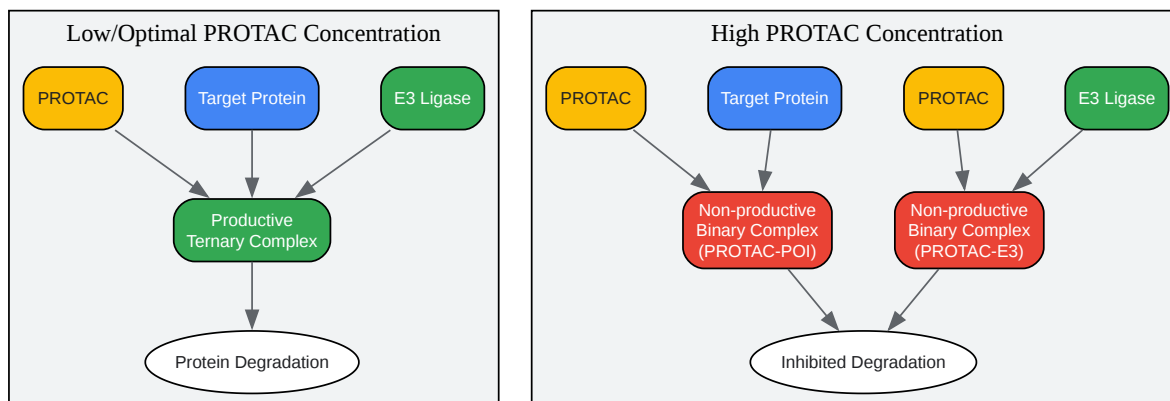 Low/Optimal PROTAC Concentration
PROTAC
Target Protein
E3 Ligase
Productive
Ternary Complex
Protein Degradation
High PROTAC Concentration
PROTAC
Target Protein
PROTAC
E3 Ligase
Non-productive
Binary Complex
(PROTAC-POI)
Non-productive
Binary Complex
(PROTAC-E3)
Inhibited Degradation